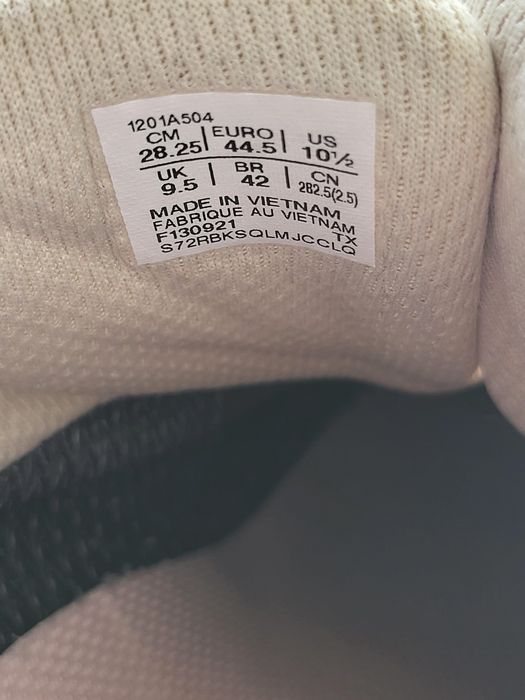 1201A504
CM | EURO | US
28.25 | 44.5 | 10½
UK | BR | CN
9.5 | 42 | 282.5(2.5)
MADE IN VIETNAM
FABRIQUE AU VIETNAM
F130921 TX
S72RBKSQLMJCCLQ